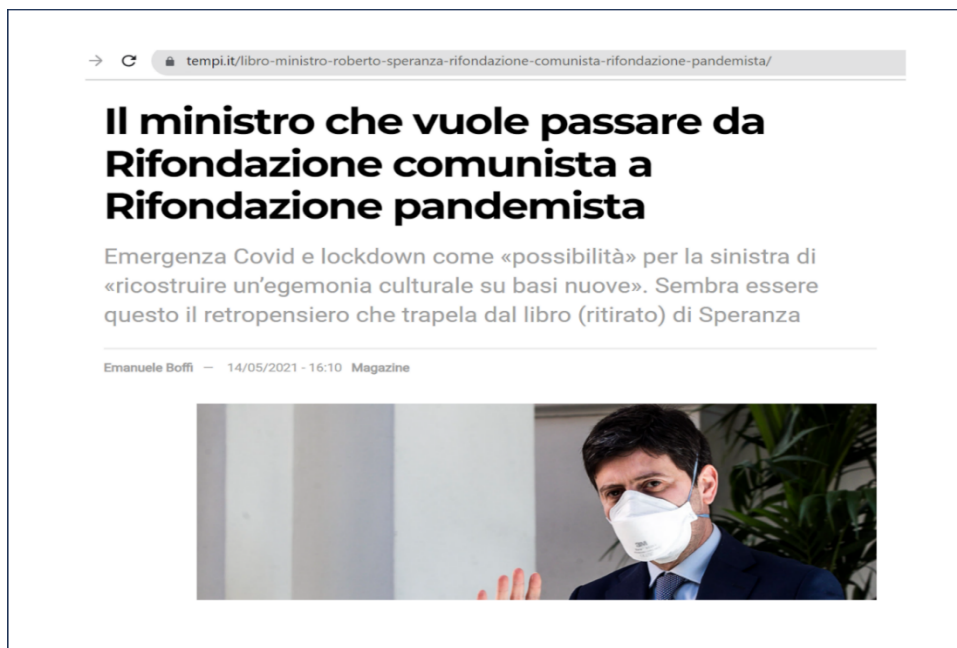 tempi.it/libro-ministro-roberto-speranza-rifondazione-comunista-rifondazione-pandemista/
Il ministro che vuole passare da
Rifondazione comunista a
Rifondazione pandemista
Emergenza Covid e lockdown come «possibilità» per la sinistra di
«ricostruire un’egemonia culturale su basi nuove». Sembra essere
questo il retropensiero che trapela dal libro (ritirato) di Speranza
Emanuele Boffi — 14/05/2021 - 16:10 Magazine